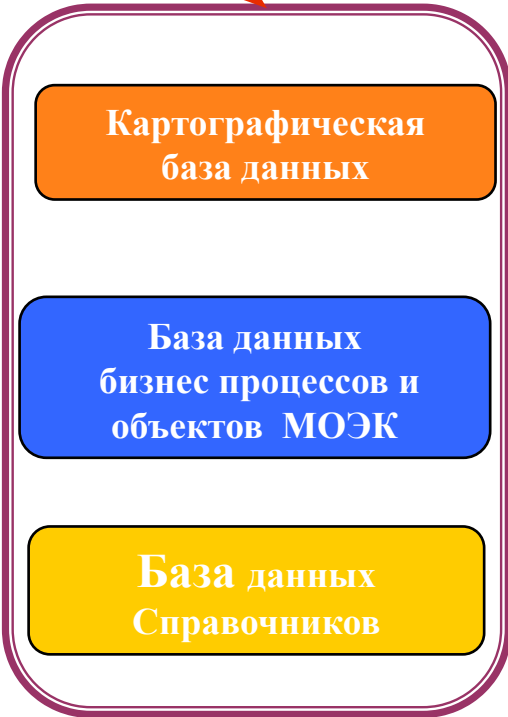 Картографическая
база данных
База данных
бизнес процессов и
объектов МОЭК
База данных
Справочников